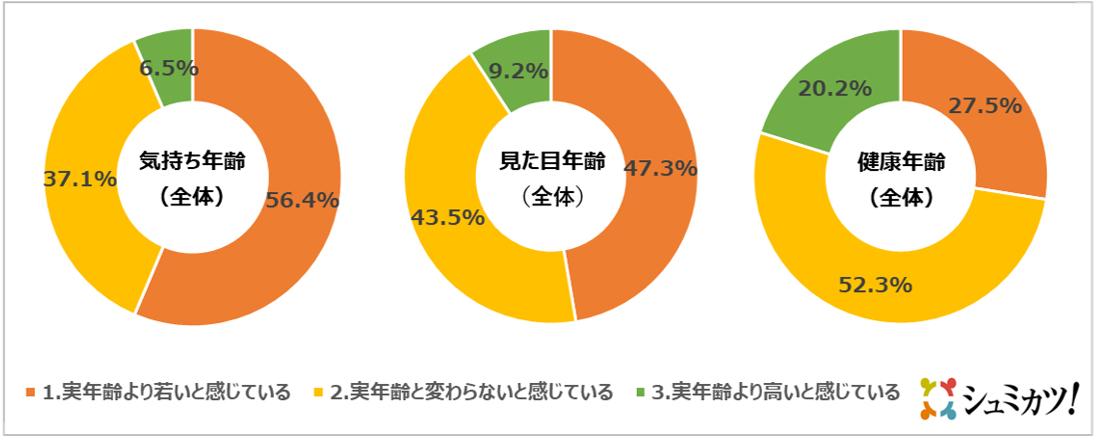 6.5%
37.1%
56.4%
気持ち年齢
（全体）
9.2%
43.5%
47.3%
見た目年齢
（全体）
20.2%
27.5%
52.3%
健康年齢
（全体）
1.実年齢より若いと感じている
2.実年齢と変わらないと感じている
3.実年齢より高いと感じている
シュミカツ!